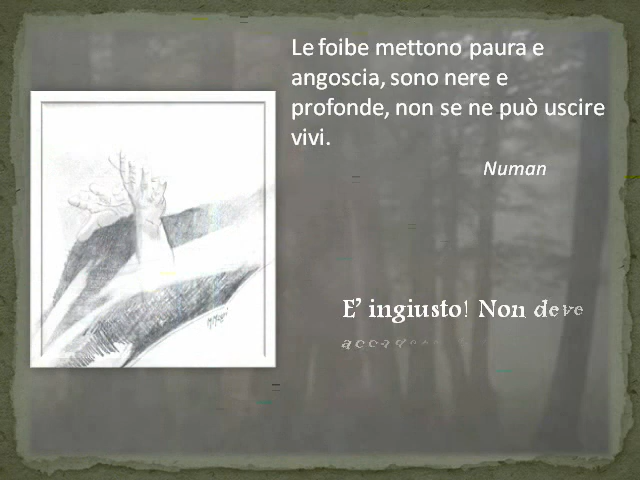 Le foibe mettono paura e
angoscia, sono nere e
profonde, non se ne può uscire
vivi.
Numan
E' ingiusto! Non deve